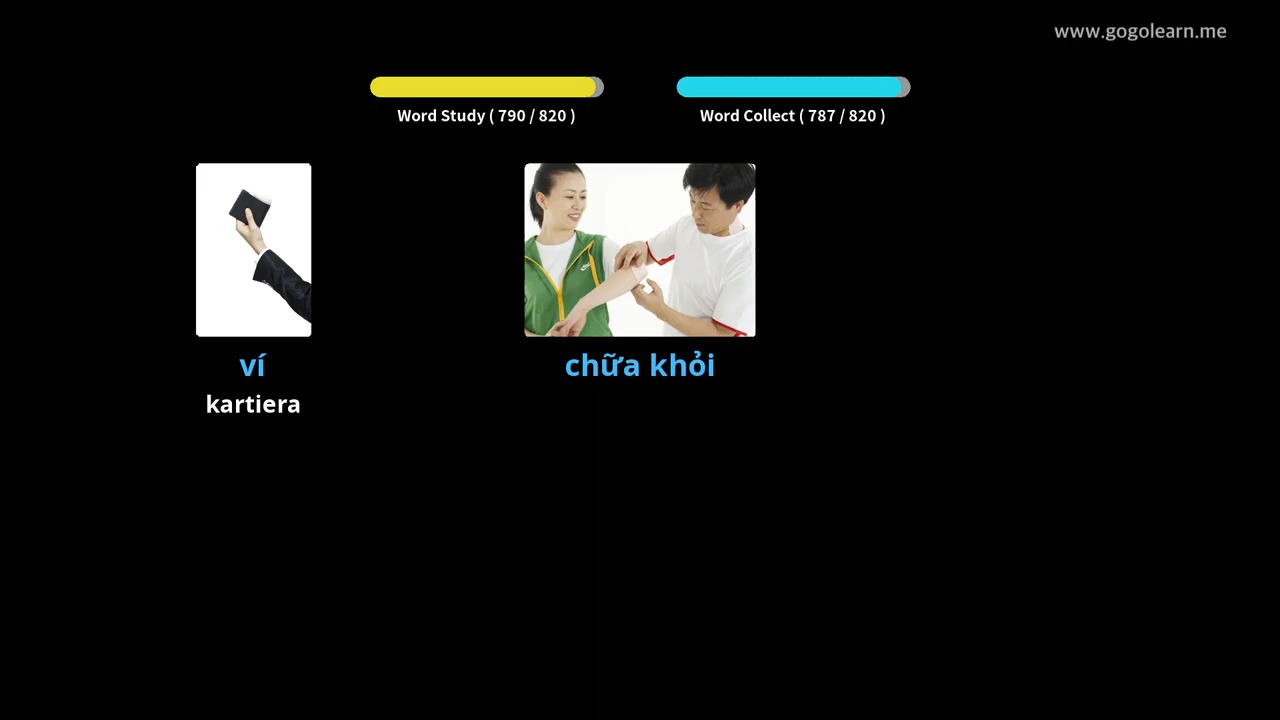 www.gogolearn.me
Word Study ( 790 / 820 )
Word Collect ( 787 / 820 )
ví
chữa khỏi
kartiera